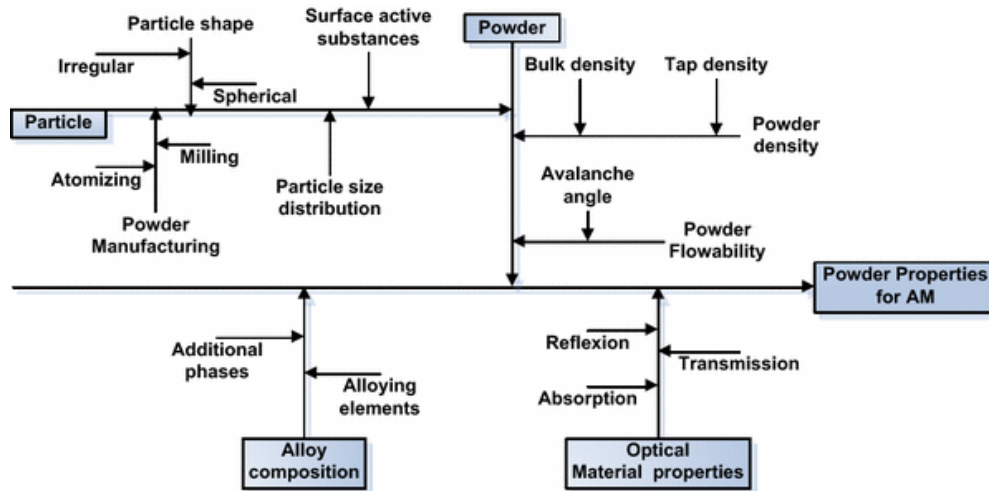 Particle shape
Surface active
substances
Powder
Irregular
Bulk density
Tap density
Spherical
Particle
Powder
density
Milling
Atomizing
Particle size
distribution
Avalanche
angle
Powder
Manufacturing
Powder
Flowability
Powder Properties
for AM
Additional
phases
Reflexion
Transmission
Alloying
elements
Absorption
Alloy
composition
Optical
Material properties